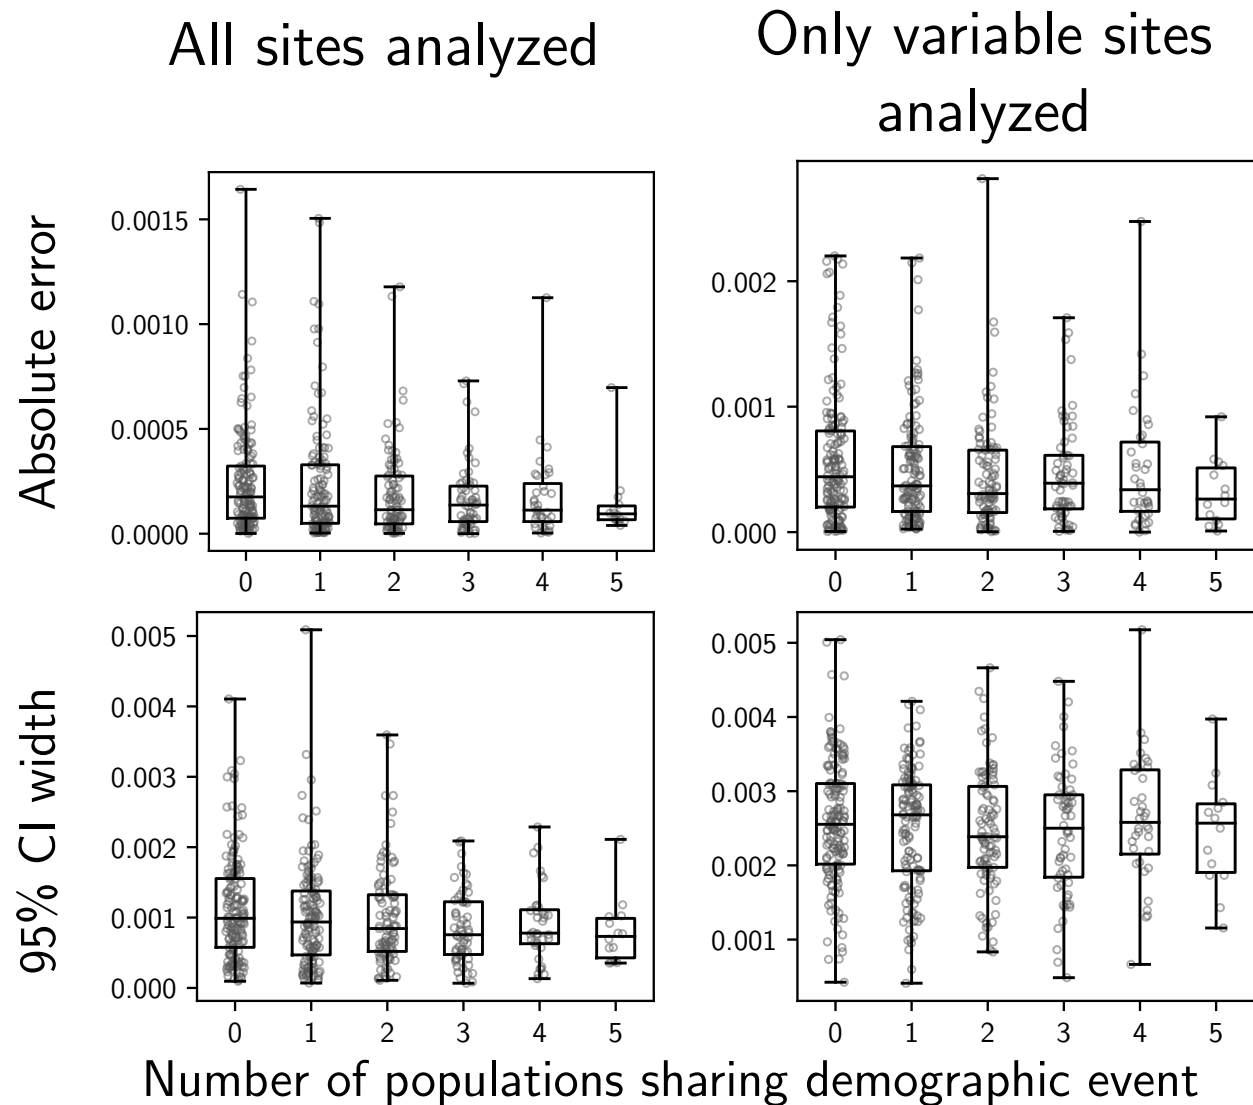 All sites analyzed
Only variable sites
analyzed
Absolute error
0.0015
0.0010
0.0005
0.0000
0 1 2 3 4 5
0.002
0.001
0.000
0 1 2 3 4 5
95% CI width
0.005
0.004
0.003
0.002
0.001
0.000
0 1 2 3 4 5
0.005
0.004
0.003
0.002
0.001
0 1 2 3 4 5
Number of populations sharing demographic event